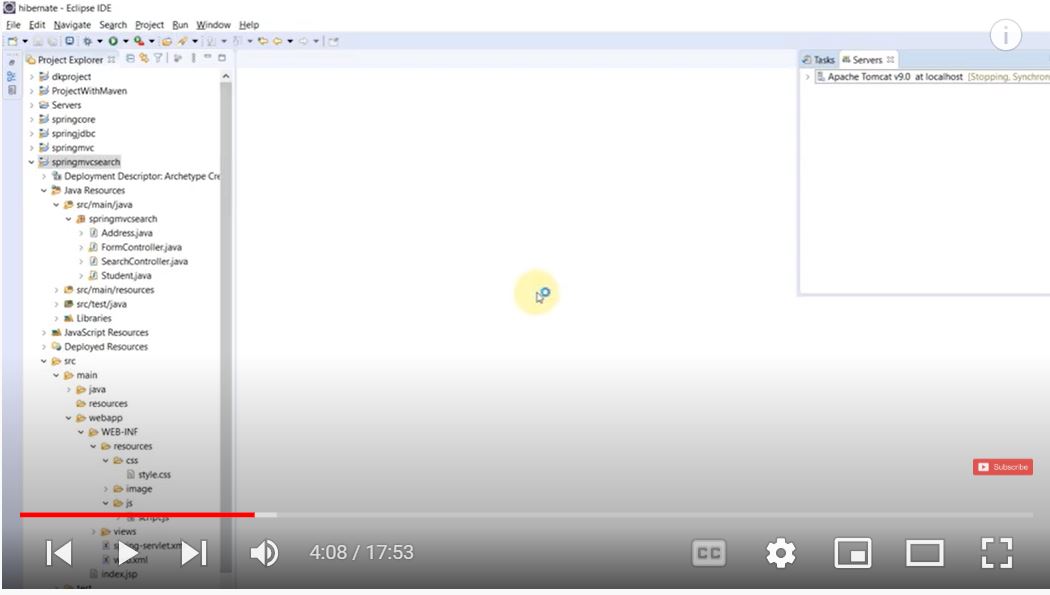 hibernate - Eclipse IDE
File Edit Navigate Search Project Run Window Help
Project Explorer
dkproject
ProjectWithMaven
Servers
springcore
springjdbc
springmvc
springmvcsearch
Deployment Descriptor: Archetype Cre
Java Resources
src/main/java
springmvcsearch
Address.java
FormController.java
SearchController.java
Student.java
src/main/resources
src/test/java
Libraries
JavaScript Resources
Deployed Resources
src
main
java
resources
webapp
WEB-INF
resources
css
style.css
image
js
script.js
views
spring-servlet.xml
web.xml
index.jsp
test
Tasks Servers
Apache Tomcat v9.0 at localhost [Stopping, Synchron
Subscribe
4:08 / 17:53
CC